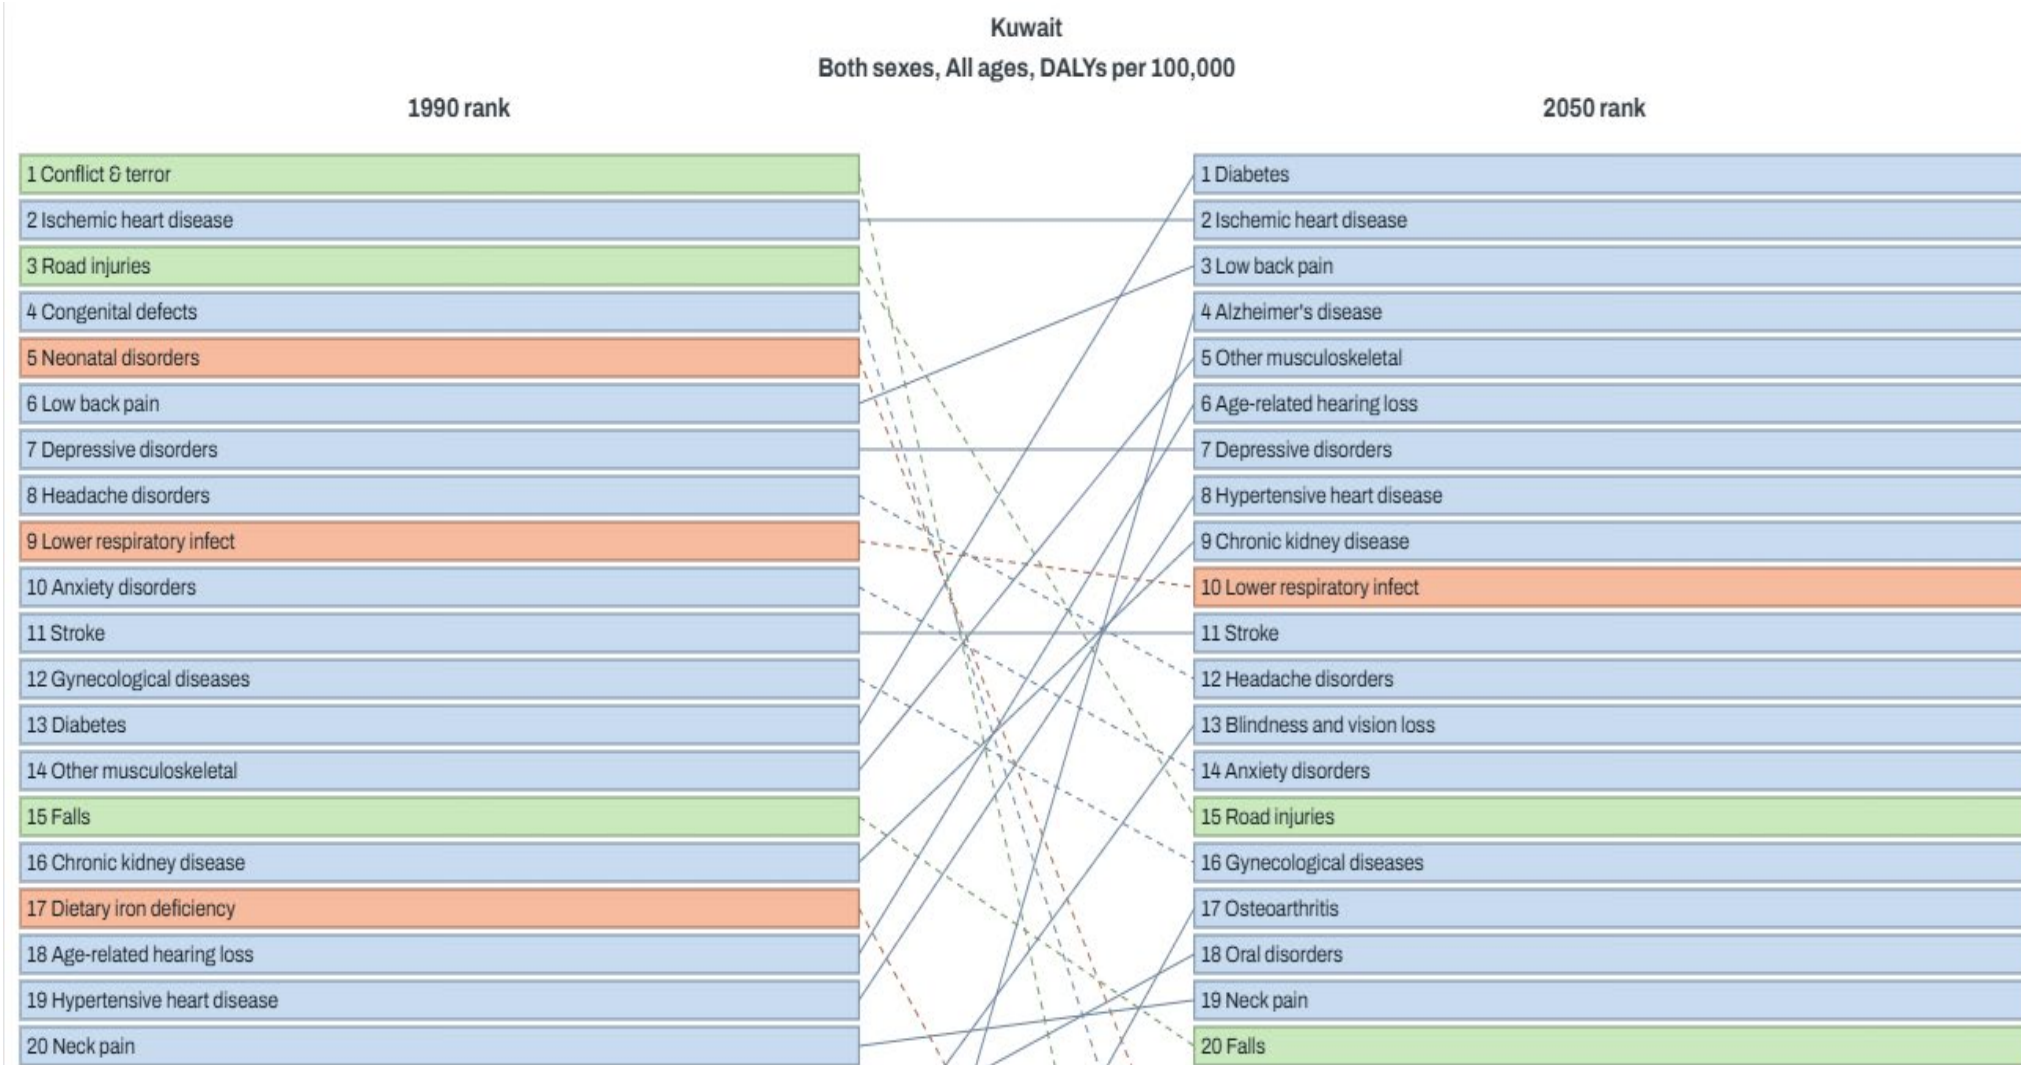 Kuwait
Both sexes, All ages, DALYs per 100,000
1990 rank
2050 rank
1 Conflict & terror
2 Ischemic heart disease
3 Road injuries
4 Congenital defects
5 Neonatal disorders
6 Low back pain
7 Depressive disorders
8 Headache disorders
9 Lower respiratory infect
10 Anxiety disorders
11 Stroke
12 Gynecological diseases
13 Diabetes
14 Other musculoskeletal
15 Falls
16 Chronic kidney disease
17 Dietary iron deficiency
18 Age-related hearing loss
19 Hypertensive heart disease
20 Neck pain
1 Diabetes
2 Ischemic heart disease
3 Low back pain
4 Alzheimer's disease
5 Other musculoskeletal
6 Age-related hearing loss
7 Depressive disorders
8 Hypertensive heart disease
9 Chronic kidney disease
10 Lower respiratory infect
11 Stroke
12 Headache disorders
13 Blindness and vision loss
14 Anxiety disorders
15 Road injuries
16 Gynecological diseases
17 Osteoarthritis
18 Oral disorders
19 Neck pain
20 Falls